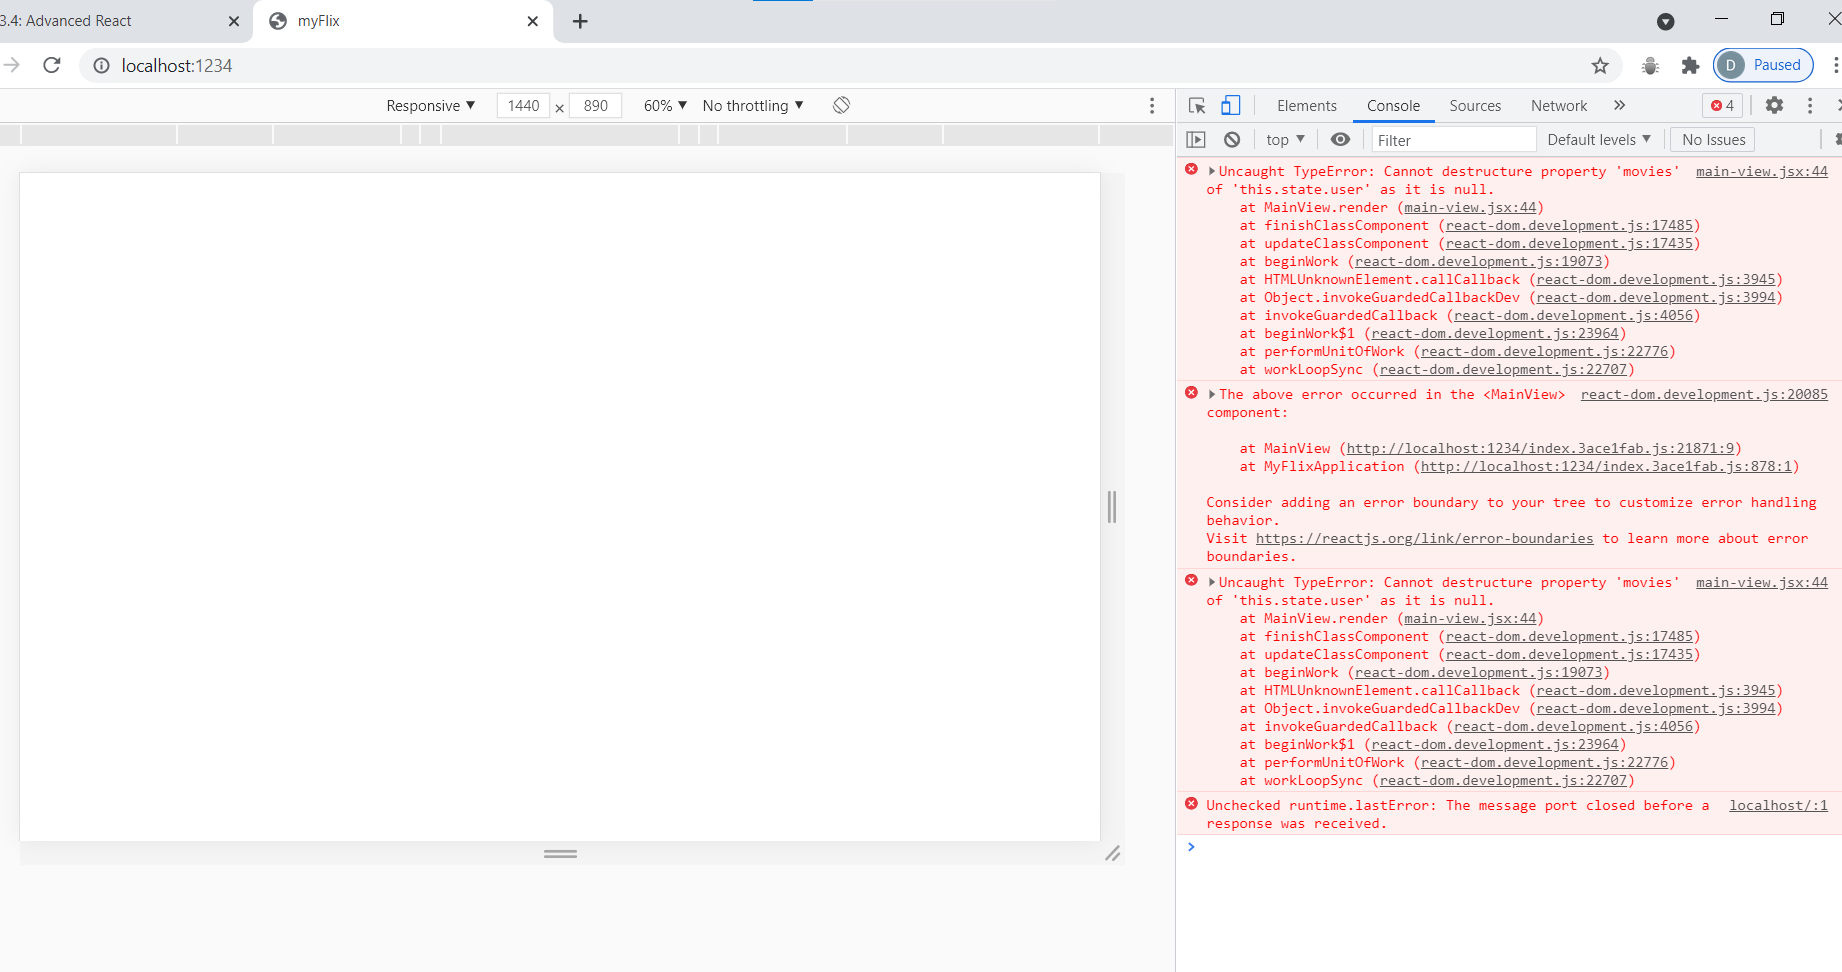 3.4: Advanced React
myFlix
localhost:1234
D Paused
Responsive ▼ 1440 × 890 60% ▼ No throttling ▼
Elements Console Sources Network » 4
top ▼ Filter Default levels ▼ No Issues
▶Uncaught TypeError: Cannot destructure property 'movies' main-view.jsx:44
of 'this.state.user' as it is null.
at MainView.render (main-view.jsx:44)
at finishClassComponent (react-dom.development.js:17485)
at updateClassComponent (react-dom.development.js:17435)
at beginWork (react-dom.development.js:19073)
at HTMLUnknownElement.callCallback (react-dom.development.js:3945)
at Object.invokeGuardedCallbackDev (react-dom.development.js:3994)
at invokeGuardedCallback (react-dom.development.js:4056)
at beginWork$1 (react-dom.development.js:23964)
at performUnitOfWork (react-dom.development.js:22776)
at workLoopSync (react-dom.development.js:22707)
▶The above error occurred in the <MainView> react-dom.development.js:20085
component:
at MainView (http://localhost:1234/index.3ace1fab.js:21871:9)
at MyFlixApplication (http://localhost:1234/index.3ace1fab.js:878:1)
Consider adding an error boundary to your tree to customize error handling
behavior.
Visit https://reactjs.org/link/error-boundaries to learn more about error
boundaries.
▶Uncaught TypeError: Cannot destructure property 'movies' main-view.jsx:44
of 'this.state.user' as it is null.
at MainView.render (main-view.jsx:44)
at finishClassComponent (react-dom.development.js:17485)
at updateClassComponent (react-dom.development.js:17435)
at beginWork (react-dom.development.js:19073)
at HTMLUnknownElement.callCallback (react-dom.development.js:3945)
at Object.invokeGuardedCallbackDev (react-dom.development.js:3994)
at invokeGuardedCallback (react-dom.development.js:4056)
at beginWork$1 (react-dom.development.js:23964)
at performUnitOfWork (react-dom.development.js:22776)
at workLoopSync (react-dom.development.js:22707)
Unchecked runtime.lastError: The message port closed before a localhost/:1
response was received.